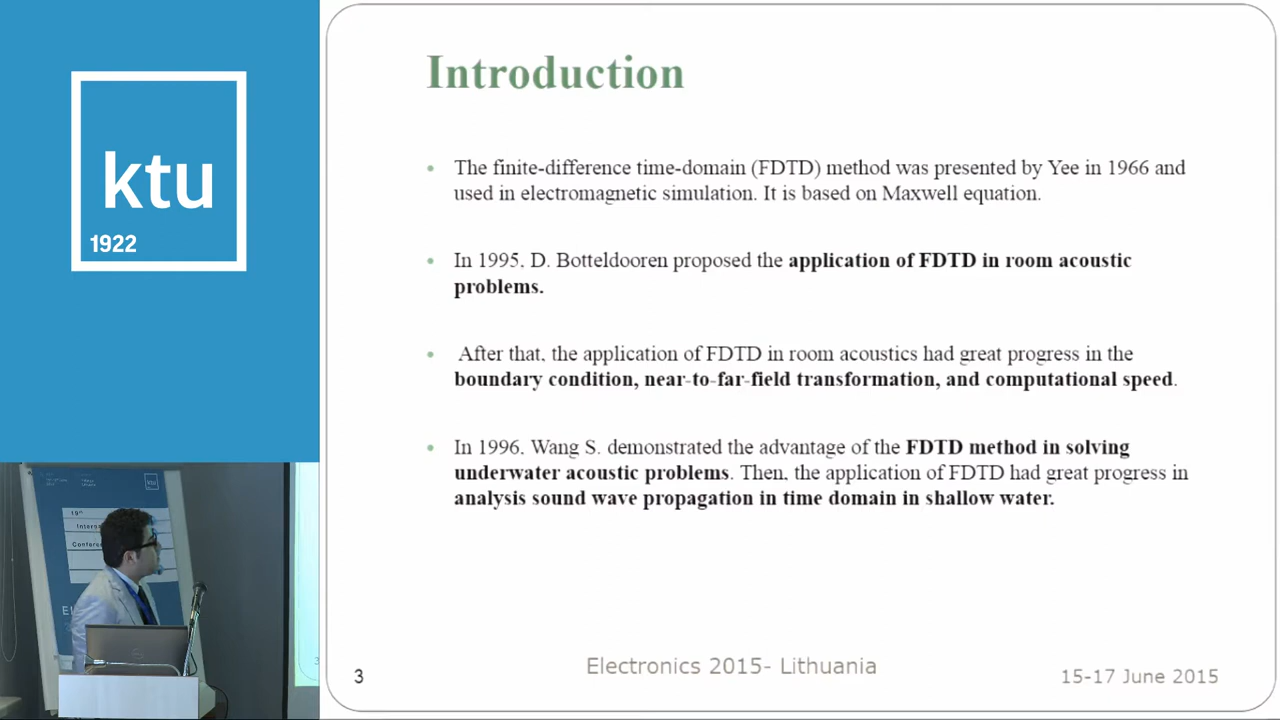 ktu
1922
Introduction
• The finite-difference time-domain (FDTD) method was presented by Yee in 1966 and
used in electromagnetic simulation. It is based on Maxwell equation.
• In 1995. D. Botteldooren proposed the application of FDTD in room acoustic
problems.
• After that, the application of FDTD in room acoustics had great progress in the
boundary condition, near-to-far-field transformation, and computational speed.
• In 1996. Wang S. demonstrated the advantage of the FDTD method in solving
underwater acoustic problems. Then, the application of FDTD had great progress in
analysis sound wave propagation in time domain in shallow water.
3
Electronics 2015- Lithuania
15-17 June 2015
19th
Interna
Conferen
ktu
3